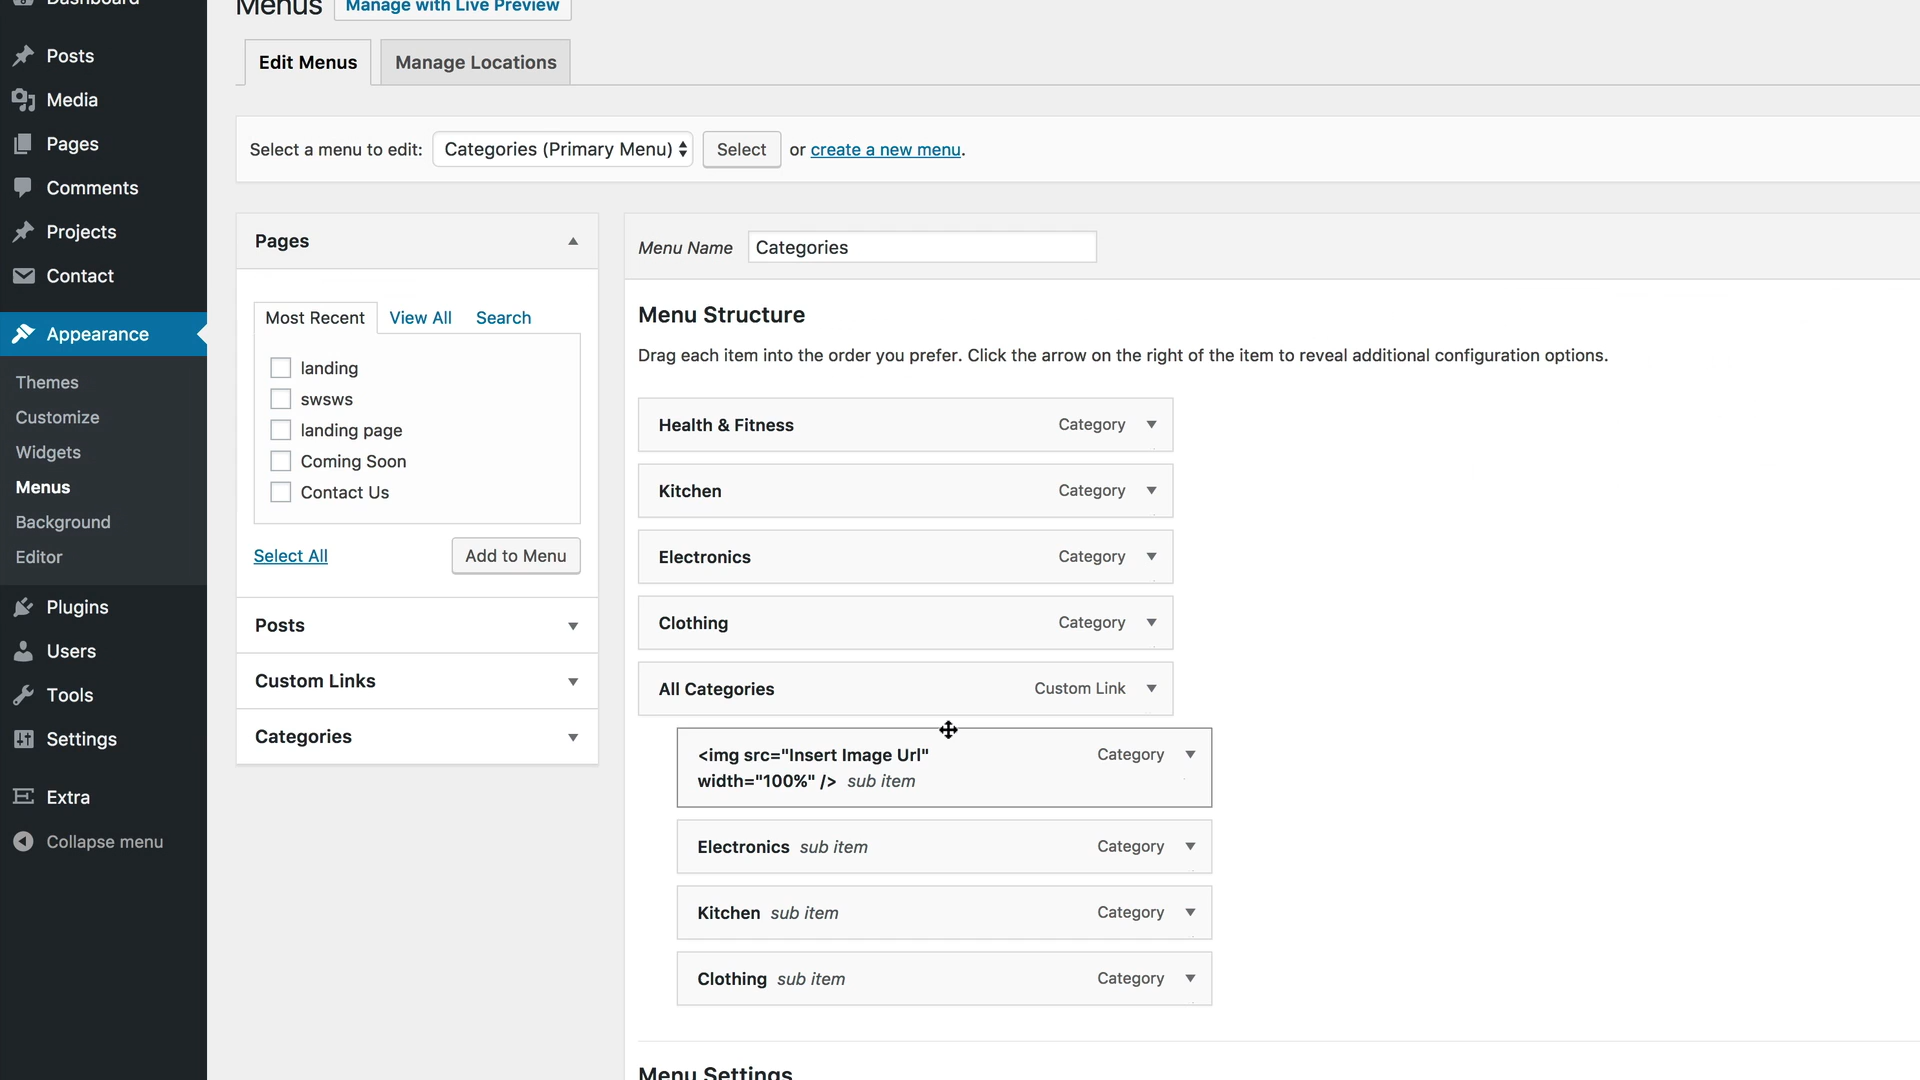 Dashboard
Posts
Media
Pages
Comments
Projects
Contact
Appearance
Themes
Customize
Widgets
Menus
Background
Editor
Plugins
Users
Tools
Settings
Extra
Collapse menu
Menus Manage with Live Preview
Edit Menus Manage Locations
Select a menu to edit: Categories (Primary Menu) Select or create a new menu.
Pages
Most Recent View All Search
landing
swsws
landing page
Coming Soon
Contact Us
Select All Add to Menu
Posts
Custom Links
Categories
Menu Name Categories
Menu Structure
Drag each item into the order you prefer. Click the arrow on the right of the item to reveal additional configuration options.
Health & Fitness Category
Kitchen Category
Electronics Category
Clothing Category
All Categories Custom Link
<img src="Insert Image Url" Category
width="100%" /> sub item
Electronics sub item Category
Kitchen sub item Category
Clothing sub item Category
Menu Settings